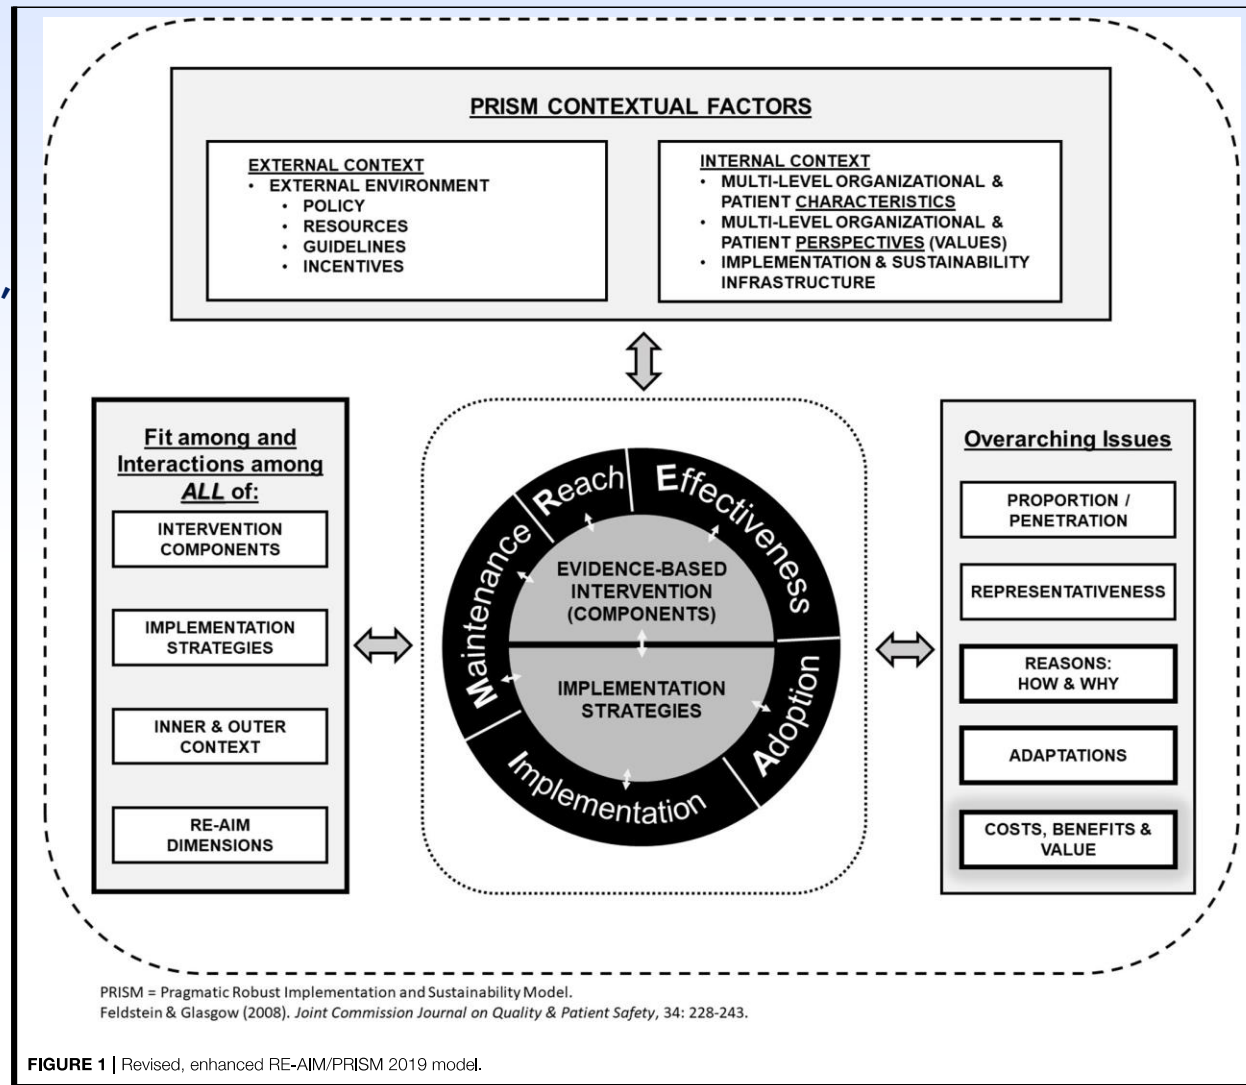 PRISM CONTEXTUAL FACTORS
EXTERNAL CONTEXT
• EXTERNAL ENVIRONMENT
• POLICY
• RESOURCES
• GUIDELINES
• INCENTIVES
INTERNAL CONTEXT
• MULTI-LEVEL ORGANIZATIONAL &
PATIENT CHARACTERISTICS
• MULTI-LEVEL ORGANIZATIONAL &
PATIENT PERSPECTIVES (VALUES)
• IMPLEMENTATION & SUSTAINABILITY
INFRASTRUCTURE
,
Fit among and
Interactions among
ALL of:
INTERVENTION
COMPONENTS
IMPLEMENTATION
STRATEGIES
INNER & OUTER
CONTEXT
RE-AIM
DIMENSIONS
Reach
Effectiveness
Adoption
Implementation
Maintenance
EVIDENCE-BASED
INTERVENTION
(COMPONENTS)
IMPLEMENTATION
STRATEGIES
Overarching Issues
PROPORTION /
PENETRATION
REPRESENTATIVENESS
REASONS:
HOW & WHY
ADAPTATIONS
COSTS, BENEFITS &
VALUE
PRISM = Pragmatic Robust Implementation and Sustainability Model.
Feldstein & Glasgow (2008). Joint Commission Journal on Quality & Patient Safety, 34: 228-243.
FIGURE 1 | Revised, enhanced RE-AIM/PRISM 2019 model.